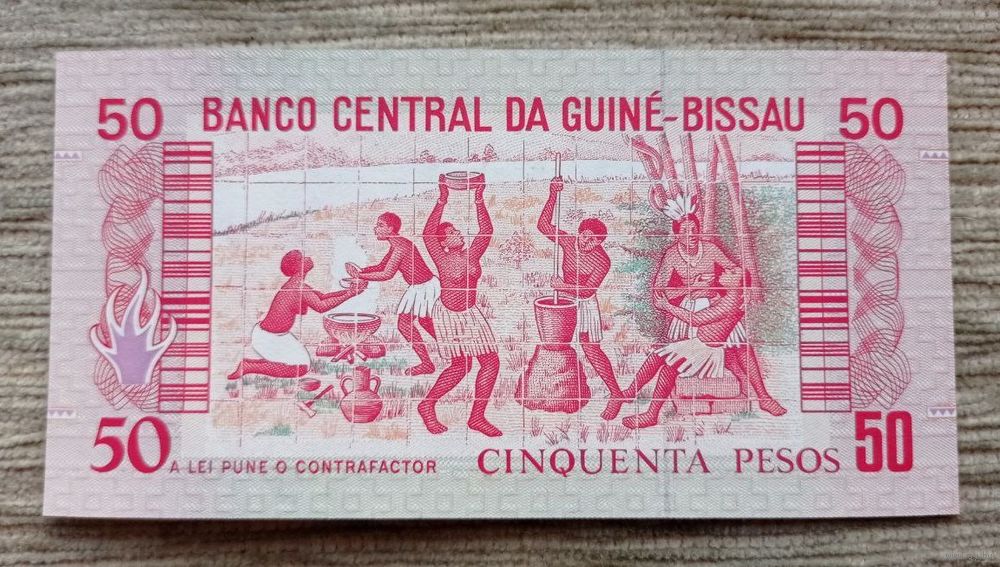 50 BANCO CENTRAL DA GUINÉ-BISSAU 50
50 A LEI PUNE O CONTRAFACTOR CINQUENTA PESOS 50